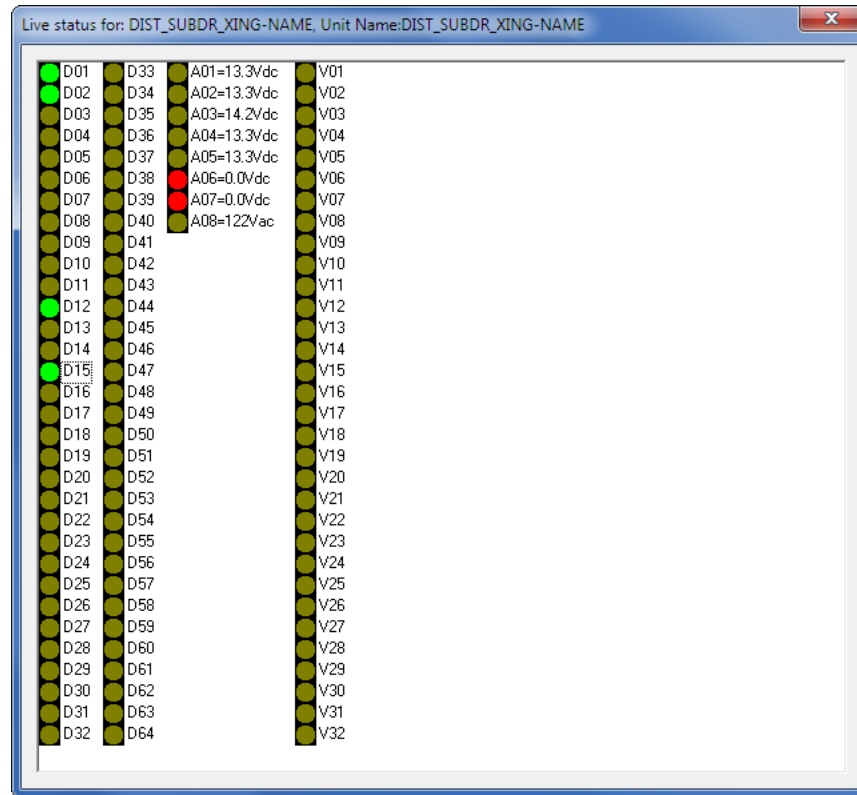 Live status for: DIST_SUBDR_XING-NAME, Unit Name:DIST_SUBDR_XING-NAME
D01 D33 A01=13.3Vdc V01
D02 D34 A02=13.3Vdc V02
D03 D35 A03=14.2Vdc V03
D04 D36 A04=13.3Vdc V04
D05 D37 A05=13.3Vdc V05
D06 D38 A06=0.0Vdc V06
D07 D39 A07=0.0Vdc V07
D08 D40 A08=122Vac V08
D09 D41 V09
D10 D42 V10
D11 D43 V11
D12 D44 V12
D13 D45 V13
D14 D46 V14
D15 D47 V15
D16 D48 V16
D17 D49 V17
D18 D50 V18
D19 D51 V19
D20 D52 V20
D21 D53 V21
D22 D54 V22
D23 D55 V23
D24 D56 V24
D25 D57 V25
D26 D58 V26
D27 D59 V27
D28 D60 V28
D29 D61 V29
D30 D62 V30
D31 D63 V31
D32 D64 V32